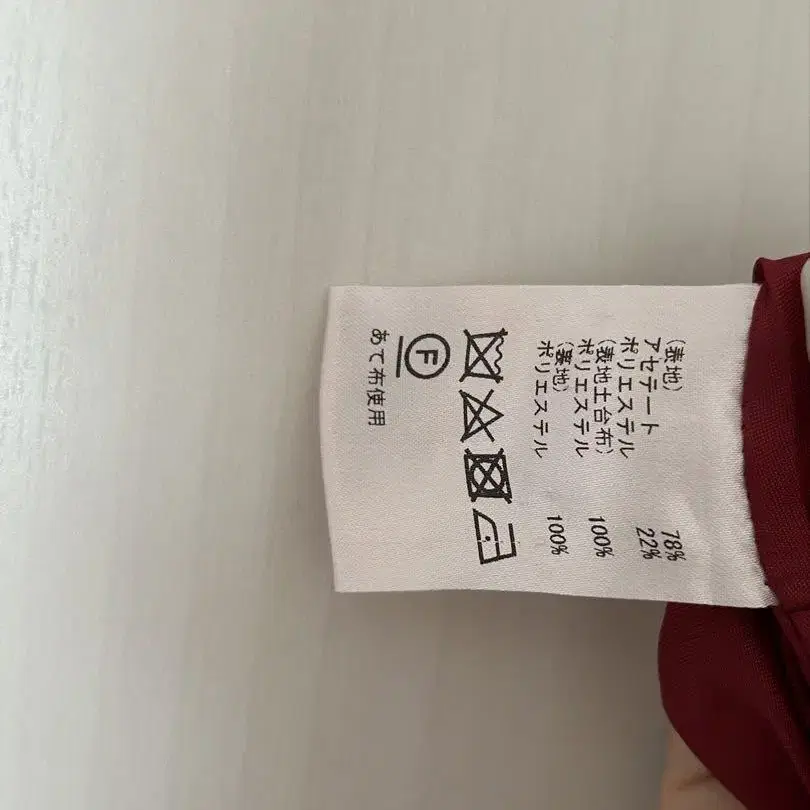 (表地)
アセテート 78%
ポリエステル 22%
(表地土台布)
ポリエステル 100%
(裏地)
ポリエステル 100%
F
あて布使用